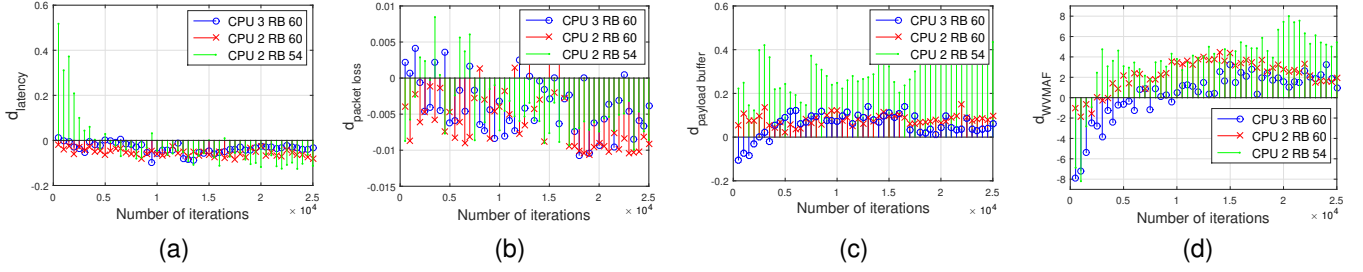 0.6
0.4
0.2
0
-0.2
d_latency
0 0.5 1 1.5 2 2.5
Number of iterations
× 10^4
CPU 3 RB 60
CPU 2 RB 60
CPU 2 RB 54
(a)
0.01
0.005
0
-0.005
-0.01
-0.015
d_packet loss
0 0.5 1 1.5 2 2.5
Number of iterations
× 10^4
CPU 3 RB 60
CPU 2 RB 60
CPU 2 RB 54
(b)
0.6
0.4
0.2
0
0.2
d_payload buffer
0 0.5 1 1.5 2 2.5
Number of iterations
× 10^4
CPU 3 RB 60
CPU 2 RB 60
CPU 2 RB 54
(c)
8
6
4
2
0
-2
-4
-6
-8
d_WVMAF
0 0.5 1 1.5 2 2.5
Number of iterations
× 10^4
CPU 3 RB 60
CPU 2 RB 60
CPU 2 RB 54
(d)